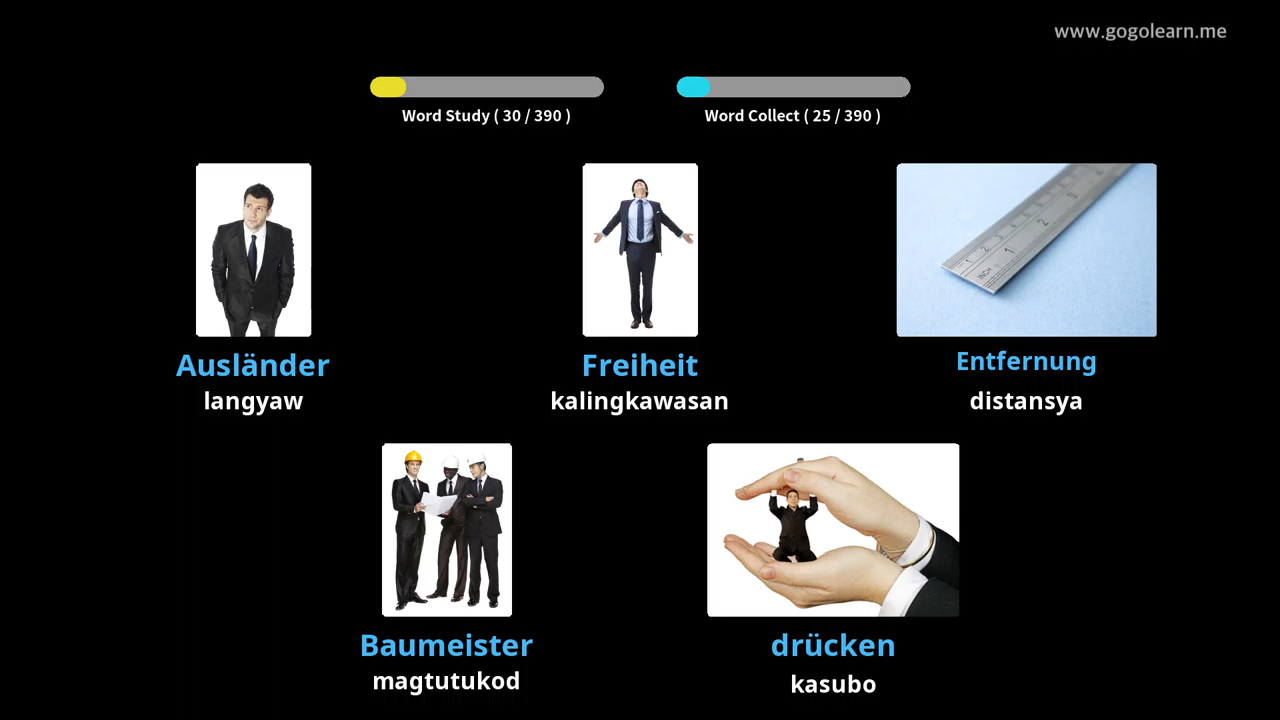 www.gogolearn.me
Word Study ( 30 / 390 )
Word Collect ( 25 / 390 )
Ausländer
langyaw
Freiheit
kalingkawasan
Entfernung
distansya
Baumeister
magtutukod
drücken
kasubo